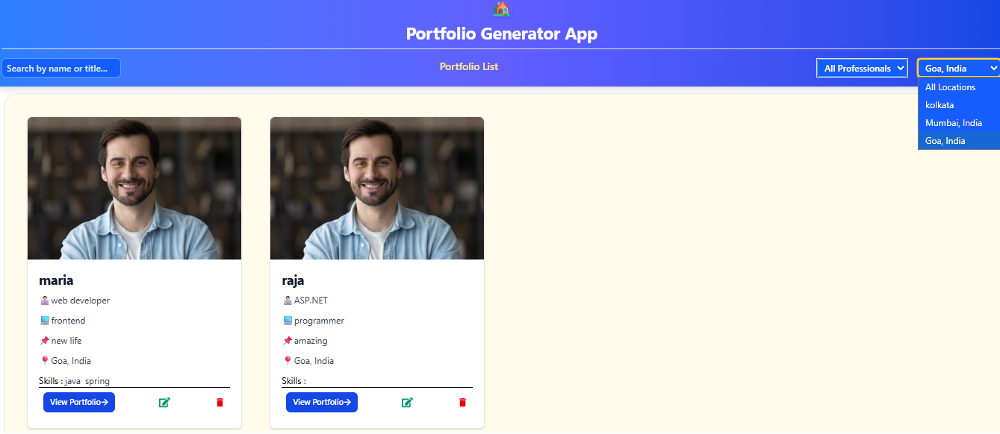 Portfolio Generator App
Search by name or title...
Portfolio List
All Professionals
Goa, India
All Locations
kolkata
Mumbai, India
Goa, India
maria
web developer
frontend
new life
Goa, India
Skills : java spring
View Portfolio→
raja
ASP.NET
programmer
amazing
Goa, India
Skills :
View Portfolio→